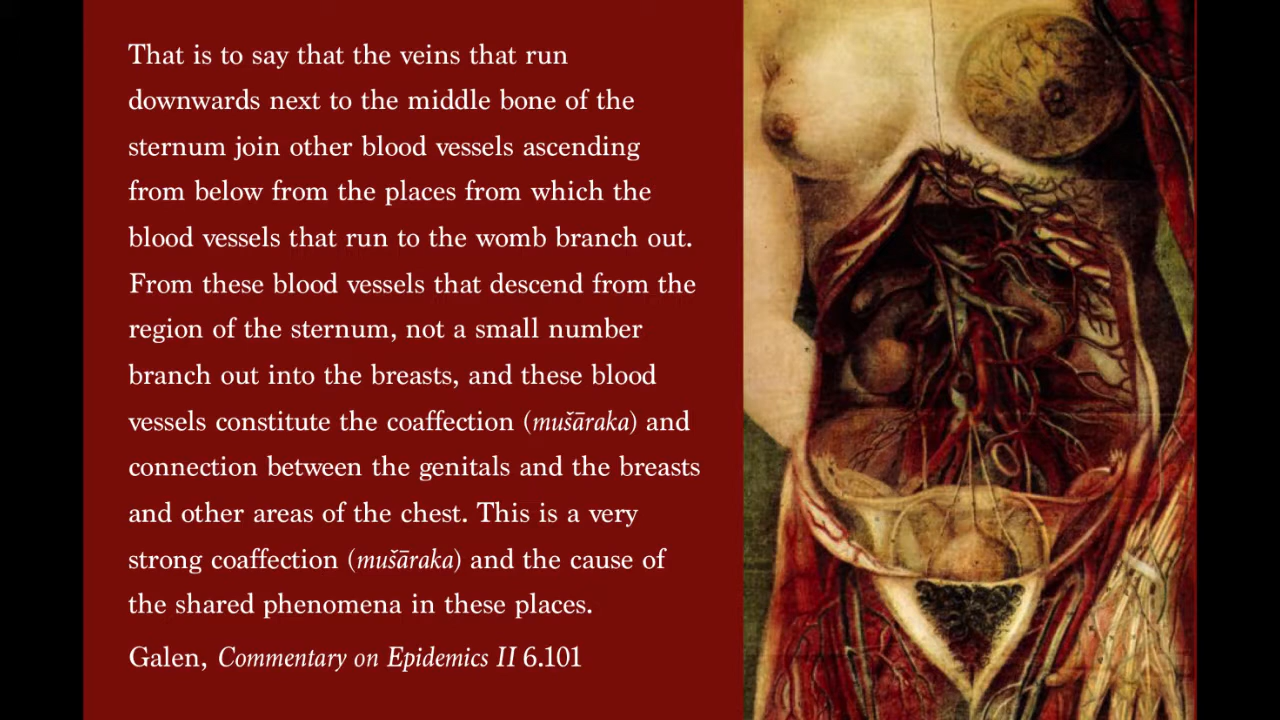 That is to say that the veins that run
downwards next to the middle bone of the
sternum join other blood vessels ascending
from below from the places from which the
blood vessels that run to the womb branch out.
From these blood vessels that descend from the
region of the sternum, not a small number
branch out into the breasts, and these blood
vessels constitute the coaffection (mušāraka) and
connection between the genitals and the breasts
and other areas of the chest. This is a very
strong coaffection (mušāraka) and the cause of
the shared phenomena in these places.
Galen, Commentary on Epidemics II 6.101